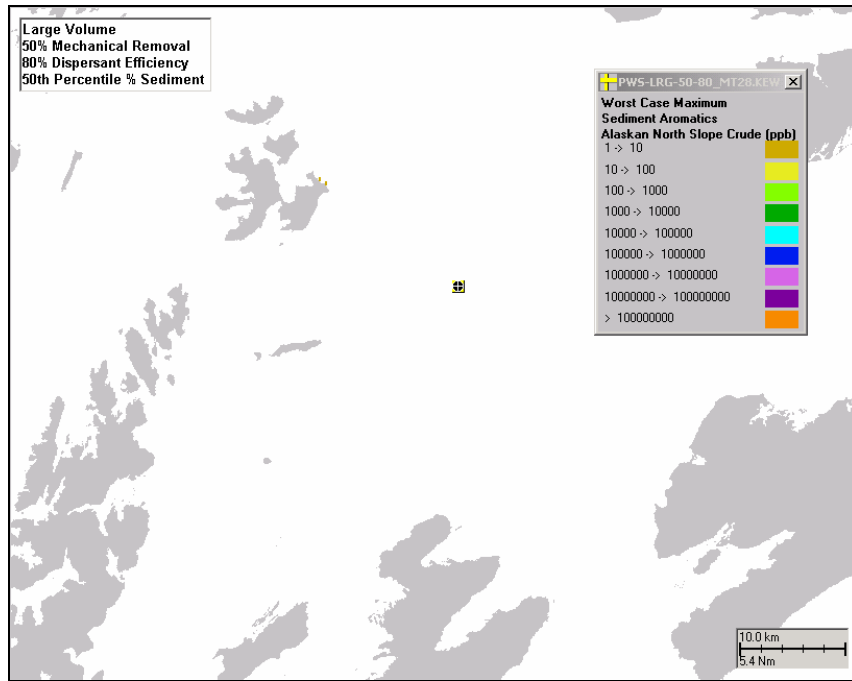 Large Volume
50% Mechanical Removal
80% Dispersant Efficiency
50th Percentile % Sediment
PWS-LRG-50-80_MT28.KEW
Worst Case Maximum
Sediment Aromatics
Alaskan North Slope Crude (ppb)
1 -> 10
10 -> 100
100 -> 1000
1000 -> 10000
10000 -> 100000
100000 -> 1000000
1000000 -> 10000000
10000000 -> 100000000
> 100000000
10.0 km
5.4 Nm